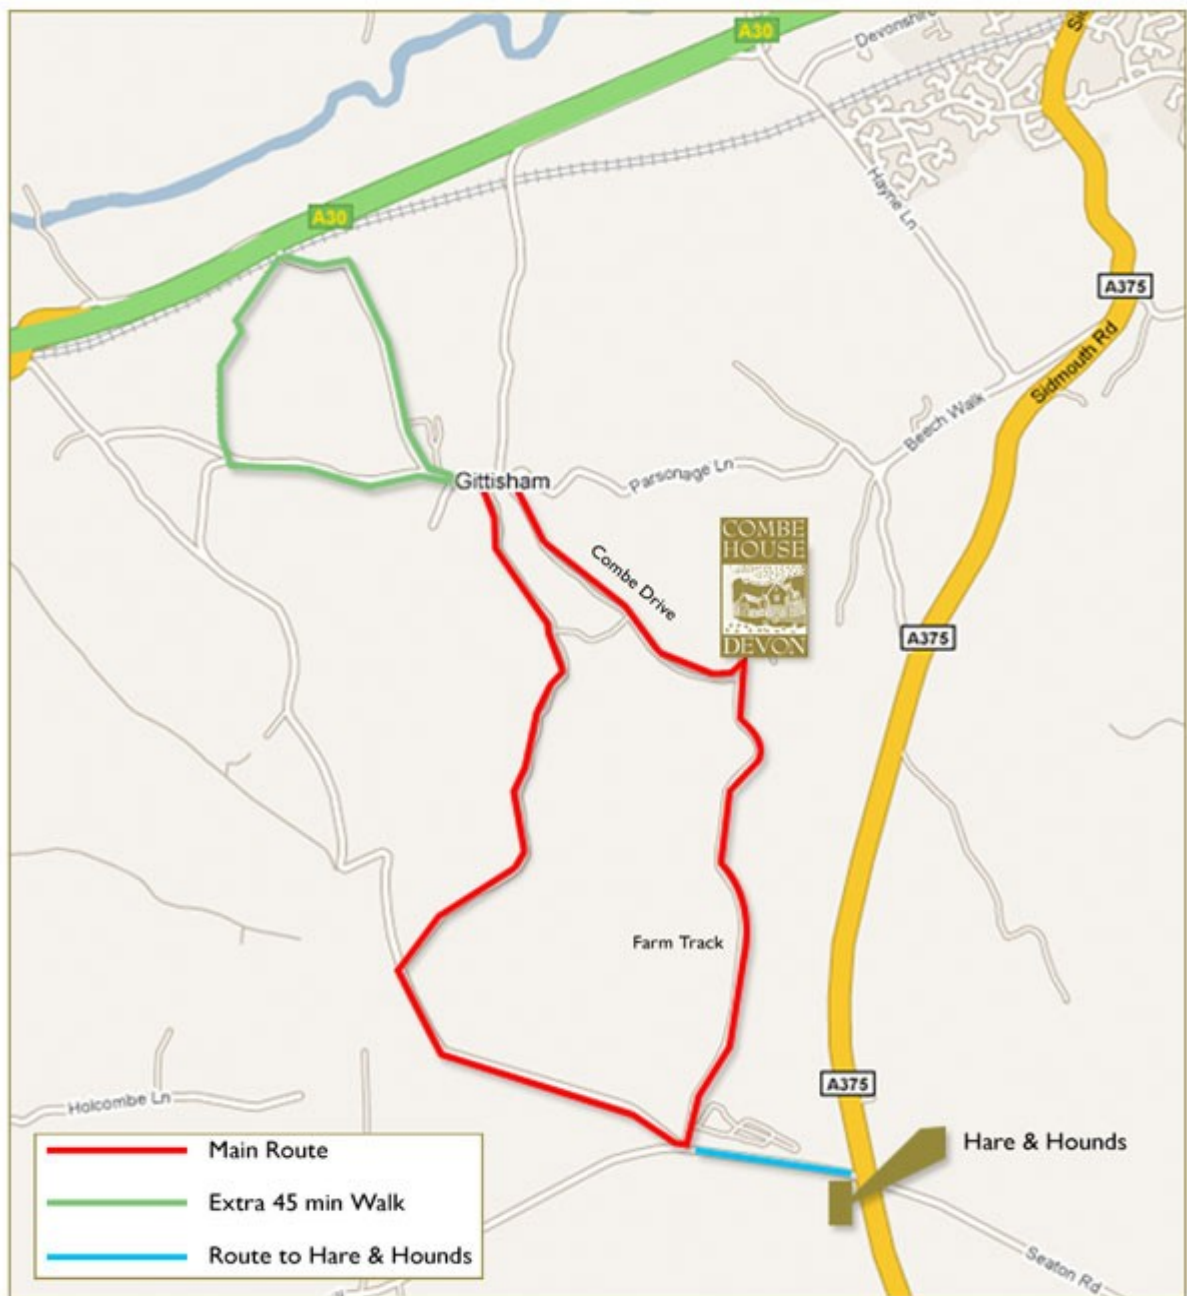 A30
Devonshire
Hayne Ln
A30
A375
Sidmouth Rd
Beech Walk
Parsonage Ln
Gittisham
COMBE
HOUSE
DEVON
Combe Drive
A375
Farm Track
A375
Holcombe Ln
Hare & Hounds
Seaton Rd
Main Route
Extra 45 min Walk
Route to Hare & Hounds